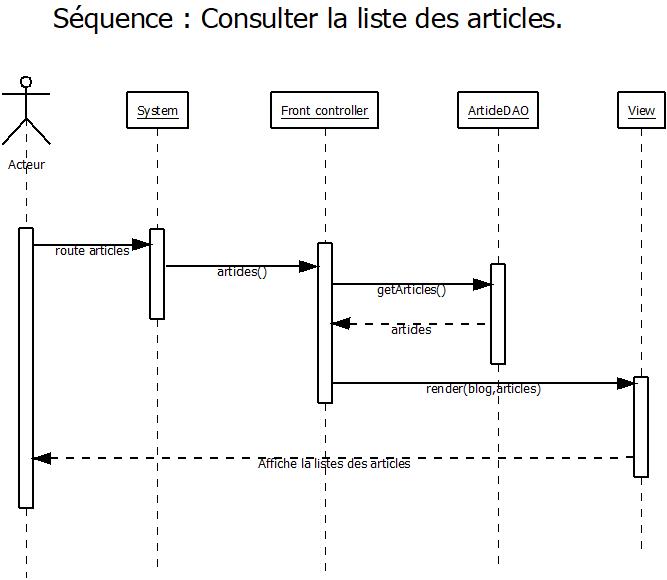 Séquence : Consulter la liste des articles.
System
Front controller
ArticleDAO
View
Acteur
route articles
articles()
getArticles()
articles
render(blog,articles)
Affiche la listes des articles